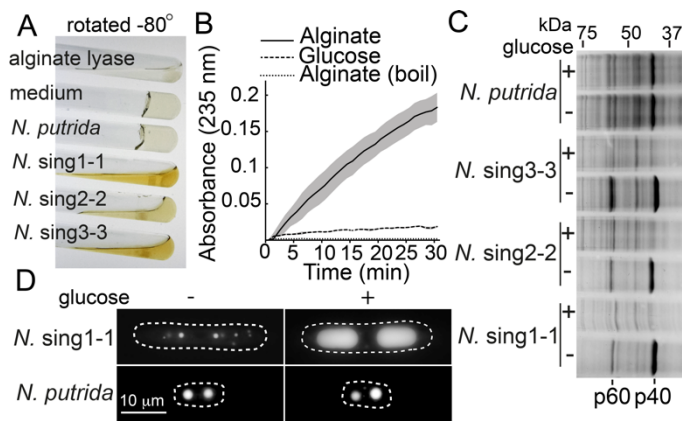 A
rotated -80°
alginate lyase
medium
N. putrida
N. sing1-1
N. sing2-2
N. sing3-3
B
Alginate
Glucose
Alginate (boil)
Absorbance (235 nm)
0.2
0.15
0.1
0.05
0 5 10 15 20 25 30
Time (min)
C
kDa 75 50 37
glucose
N. putrida + -
N. sing3-3 + -
N. sing2-2 + -
N. sing1-1 + -
p60 p40
D
glucose - +
N. sing1-1
N. putrida
10 μm